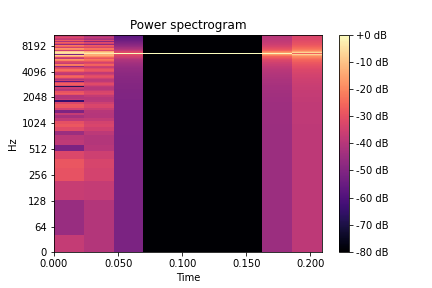 Power spectrogram
8192
4096
2048
1024
512
256
128
64
0
Hz
0.000 0.050 0.100 0.150 0.200
Time
+0 dB
-10 dB
-20 dB
-30 dB
-40 dB
-50 dB
-60 dB
-70 dB
-80 dB